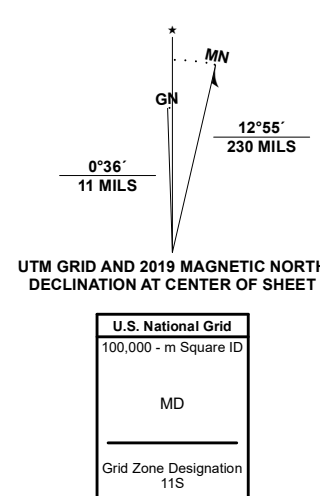 ★
MN
GN
12°55´
230 MILS
0°36´
11 MILS
UTM GRID AND 2019 MAGNETIC NORTH
DECLINATION AT CENTER OF SHEET
U.S. National Grid
100,000 - m Square ID
MD
Grid Zone Designation
11S